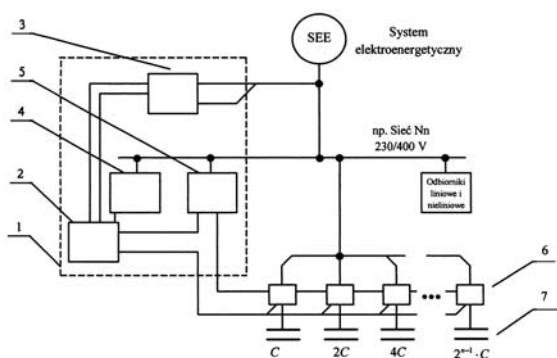 3
SEE
System
elektroenergetyczny
5
4
np. Sieć Nn
230/400 V
2
Odbiorniki
liniowe i
nieliniowe
1
6
7
C
2C
4C
2ⁿ⁻¹·C